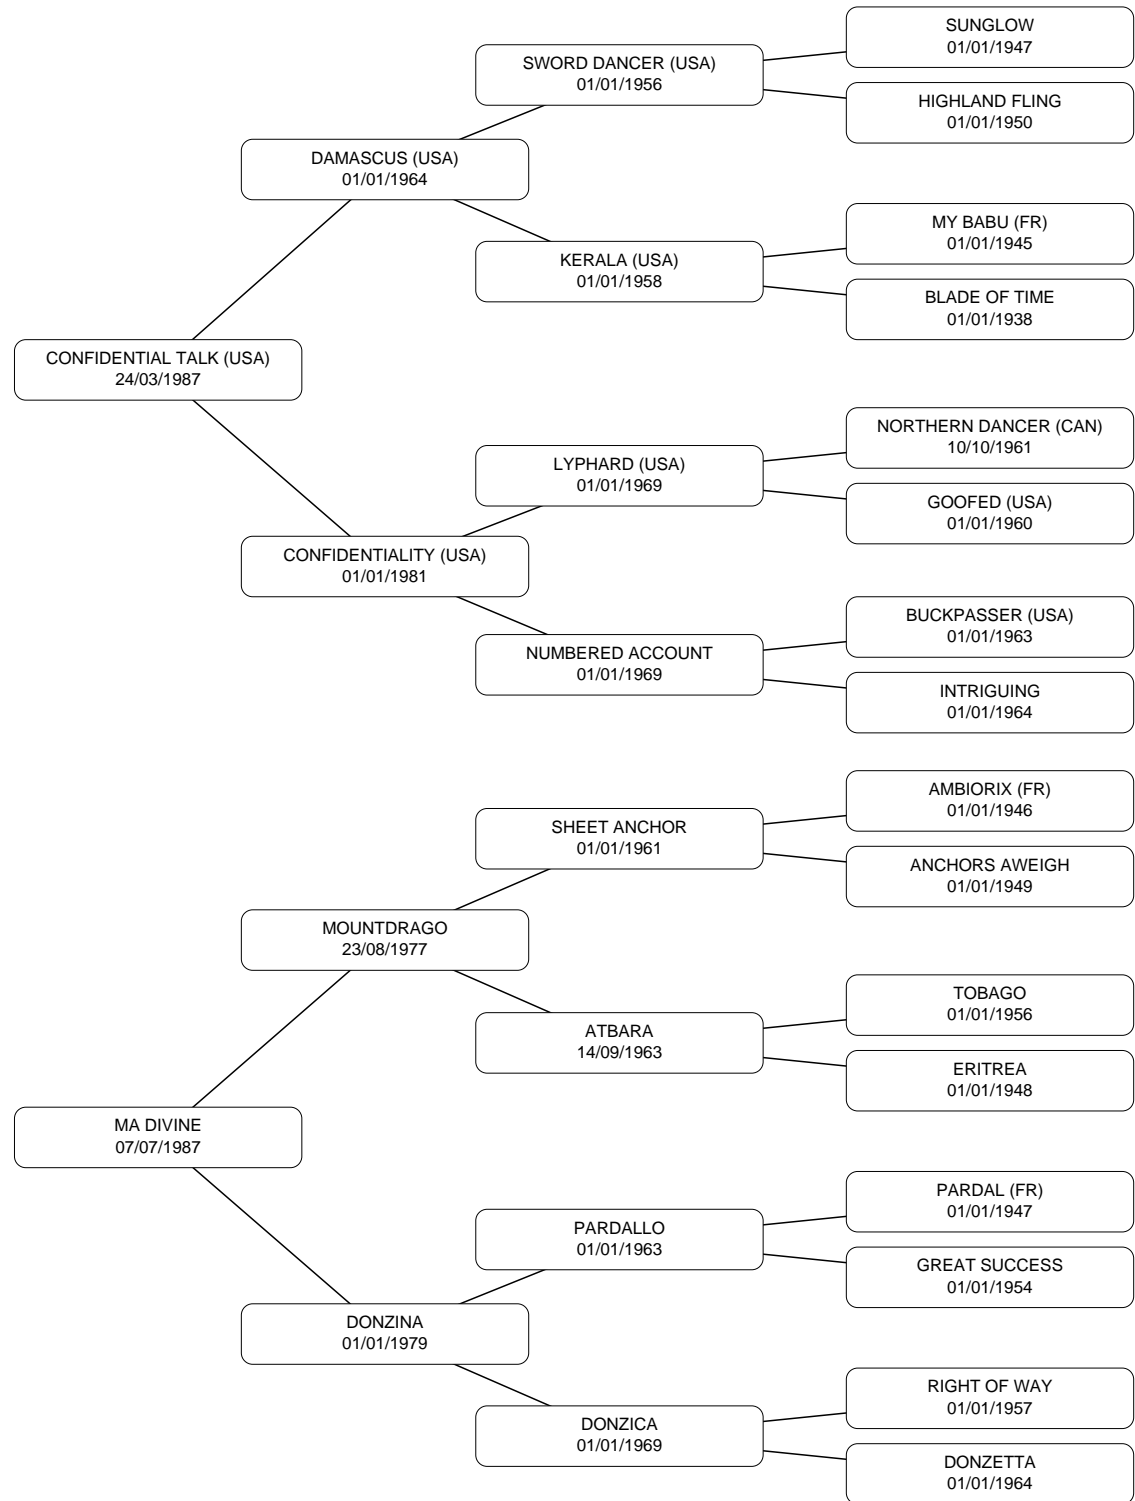 SUNGLOW
01/01/1947
SWORD DANCER (USA)
01/01/1956
HIGHLAND FLING
01/01/1950
DAMASCUS (USA)
01/01/1964
MY BABU (FR)
01/01/1945
KERALA (USA)
01/01/1958
BLADE OF TIME
01/01/1938
CONFIDENTIAL TALK (USA)
24/03/1987
NORTHERN DANCER (CAN)
10/10/1961
LYPHARD (USA)
01/01/1969
GOOFED (USA)
01/01/1960
CONFIDENTIALITY (USA)
01/01/1981
BUCKPASSER (USA)
01/01/1963
NUMBERED ACCOUNT
01/01/1969
INTRIGUING
01/01/1964
AMBIORIX (FR)
01/01/1946
SHEET ANCHOR
01/01/1961
ANCHORS AWEIGH
01/01/1949
MOUNTDRAGO
23/08/1977
TOBAGO
01/01/1956
ATBARA
14/09/1963
ERITREA
01/01/1948
MA DIVINE
07/07/1987
PARDAL (FR)
01/01/1947
PARDALLO
01/01/1963
GREAT SUCCESS
01/01/1954
DONZINA
01/01/1979
RIGHT OF WAY
01/01/1957
DONZICA
01/01/1969
DONZETTA
01/01/1964